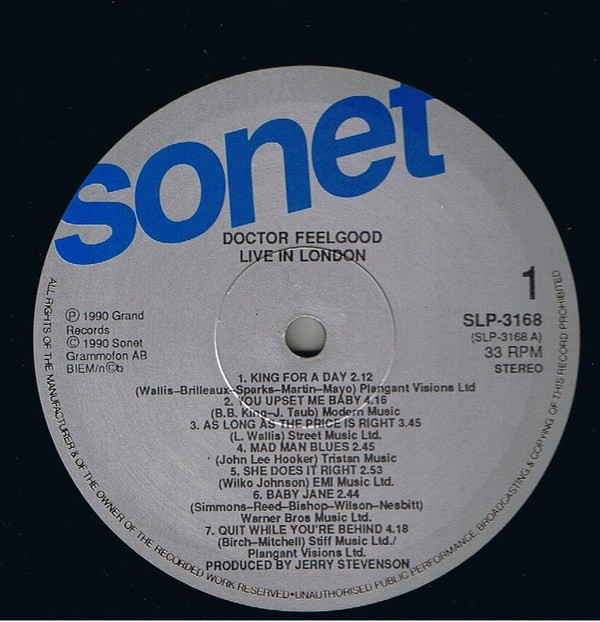 sonet
DOCTOR FEELGOOD
LIVE IN LONDON
1
℗ 1990 Grand
Records
© 1990 Sonet
Grammofon AB
BIEM/n©b
SLP-3168
(SLP-3168 A)
33 RPM
STEREO
1. KING FOR A DAY 2.12
(Wallis–Brilleaux–Sparks–Martin–Mayo) Plangant Visions Ltd
2. YOU UPSET ME BABY 4.16
(B.B. King–J. Taub) Modern Music
3. AS LONG AS THE PRICE IS RIGHT 3.45
(L. Wallis) Street Music Ltd.
4. MAD MAN BLUES 2.45
(John Lee Hooker) Tristan Music
5. SHE DOES IT RIGHT 2.53
(Wilko Johnson) EMI Music Ltd.
6. BABY JANE 2.44
(Simmons–Reed–Bishop–Wilson–Nesbitt)
Warner Bros Music Ltd.
7. QUIT WHILE YOU'RE BEHIND 4.18
(Birch–Mitchell) Stiff Music Ltd./
Plangant Visions Ltd.
PRODUCED BY JERRY STEVENSON
ALL RIGHTS OF THE MANUFACTURER & OF THE OWNER OF THE RECORDED WORK RESERVED•UNAUTHORISED PUBLIC PERFORMANCE BROADCASTING & COPYING OF THIS RECORD PROHIBITED